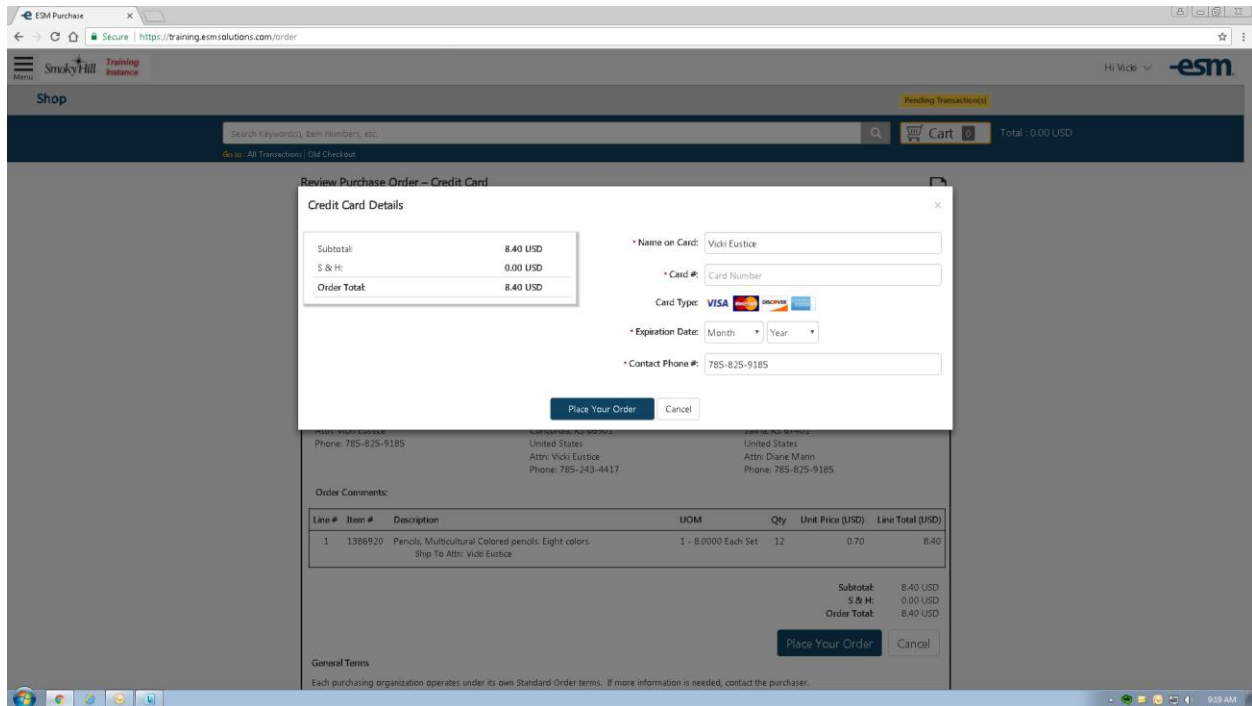 ESM Purchase
Secure | https://training.esmsolutions.com/order
Menu
SmokyHill
Training
Instance
Hi Vicki
esm
Shop
Pending Transaction(s)
Search Keyword(s), Item Numbers, etc.
Cart 0
Total : 0.00 USD
Go to : All Transactions | Old Checkout
Review Purchase Order – Credit Card
Credit Card Details
Subtotal: 8.40 USD
S & H: 0.00 USD
Order Total: 8.40 USD
* Name on Card: Vicki Eustice
* Card #: Card Number
Card Type: VISA MasterCard DISCOVER
* Expiration Date: Month Year
* Contact Phone #: 785-825-9185
Place Your Order Cancel
Attn: Vicki Eustice
Concordia, KS 66901
Phone: 785-825-9185
United States
United States
Attn: Vicki Eustice
Attn: Diane Mann
Phone: 785-243-4417
Phone: 785-825-9185
Order Comments:
Line # Item # Description UOM Qty Unit Price (USD) Line Total (USD)
1 1386920 Pencils, Multicultural Colored pencils. Eight colors. 1 - 8.0000 Each Set 12 0.70 8.40
Ship To Attn: Vicki Eustice
Subtotal: 8.40 USD
S & H: 0.00 USD
Order Total: 8.40 USD
Place Your Order Cancel
General Terms
Each purchasing organization operates under its own Standard Order terms. If more information is needed, contact the purchaser.
9:19 AM